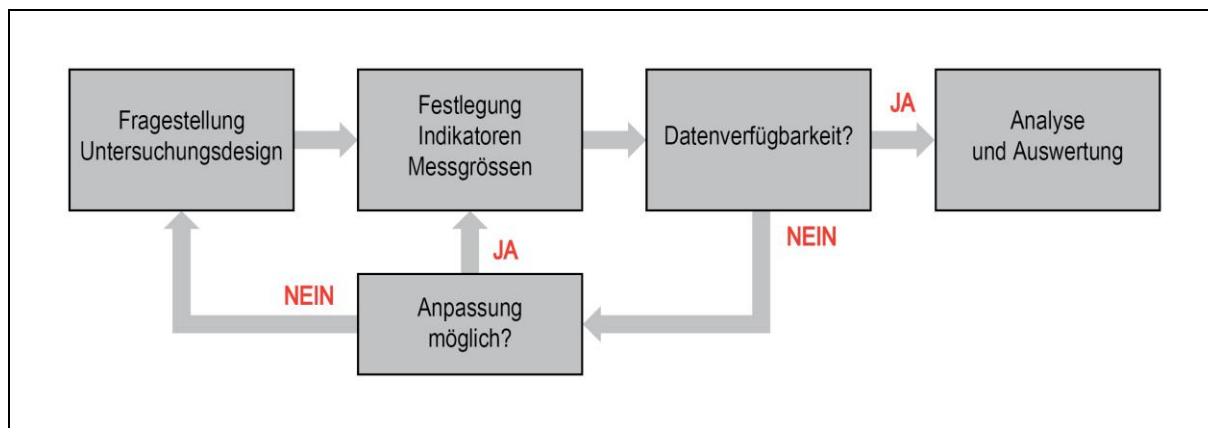 Fragestellung
Untersuchungsdesign
Festlegung
Indikatoren
Messgrössen
Datenverfügbarkeit?
JA
Analyse
und Auswertung
NEIN
JA
NEIN
Anpassung
möglich?